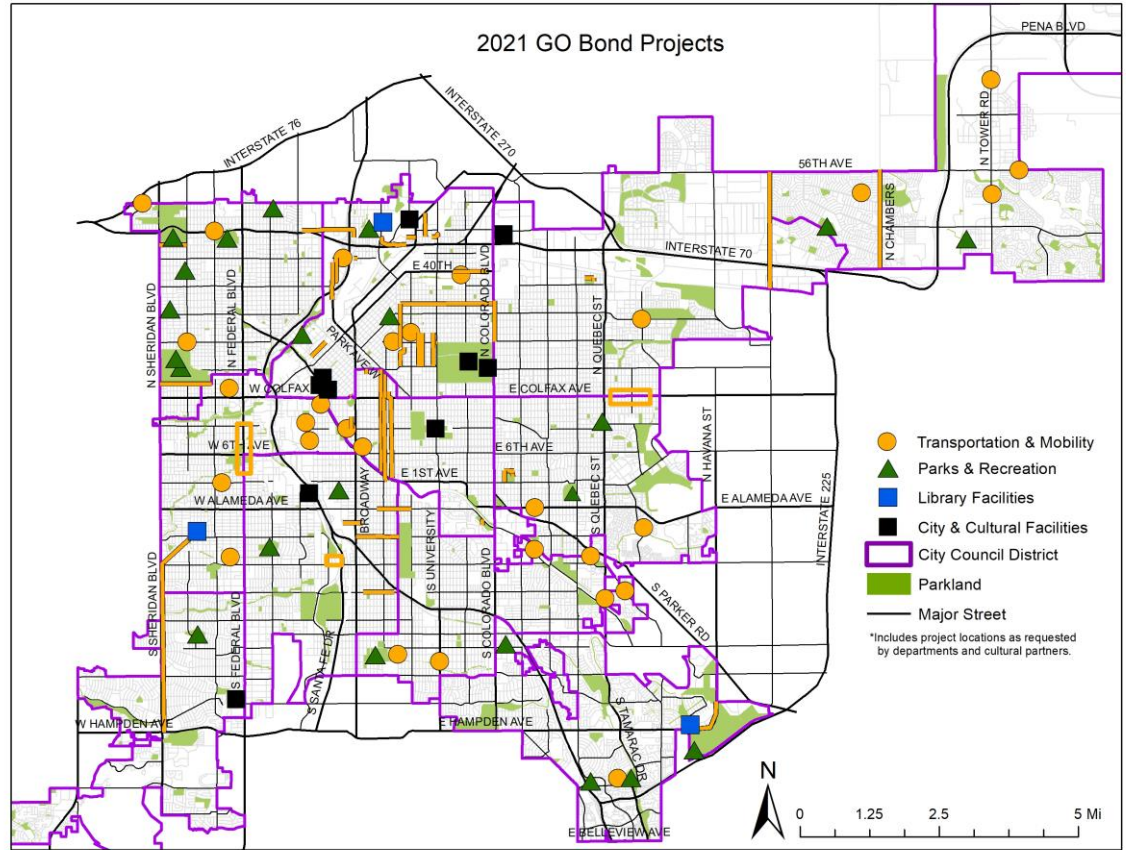 2021 GO Bond Projects
PENA BLVD
INTERSTATE 76
INTERSTATE 270
N TOWER RD
56TH AVE
N CHAMBERS
INTERSTATE 70
E 40TH
N SHERIDAN BLVD
N FEDERAL BLVD
N COLORADO BLVD
N QUEBEC ST
PARK AVE W
W COLFAX
E COLFAX AVE
N HAVANA ST
W 6TH AVE
E 6TH AVE
E 1ST AVE
W ALAMEDA AVE
E ALAMEDA AVE
BROADWAY
S QUEBEC ST
INTERSTATE 225
S UNIVERSITY
S SHERIDAN BLVD
S FEDERAL BLVD
S COLORADO BLVD
S PARKER RD
S SANTA FE DR
W HAMPDEN AVE
E HAMPDEN AVE
S TAMARAC DR
E BELLEVIEW AVE
Transportation & Mobility
Parks & Recreation
Library Facilities
City & Cultural Facilities
City Council District
Parkland
Major Street
*Includes project locations as requested
by departments and cultural partners.
N
0 1.25 2.5 5 Mi